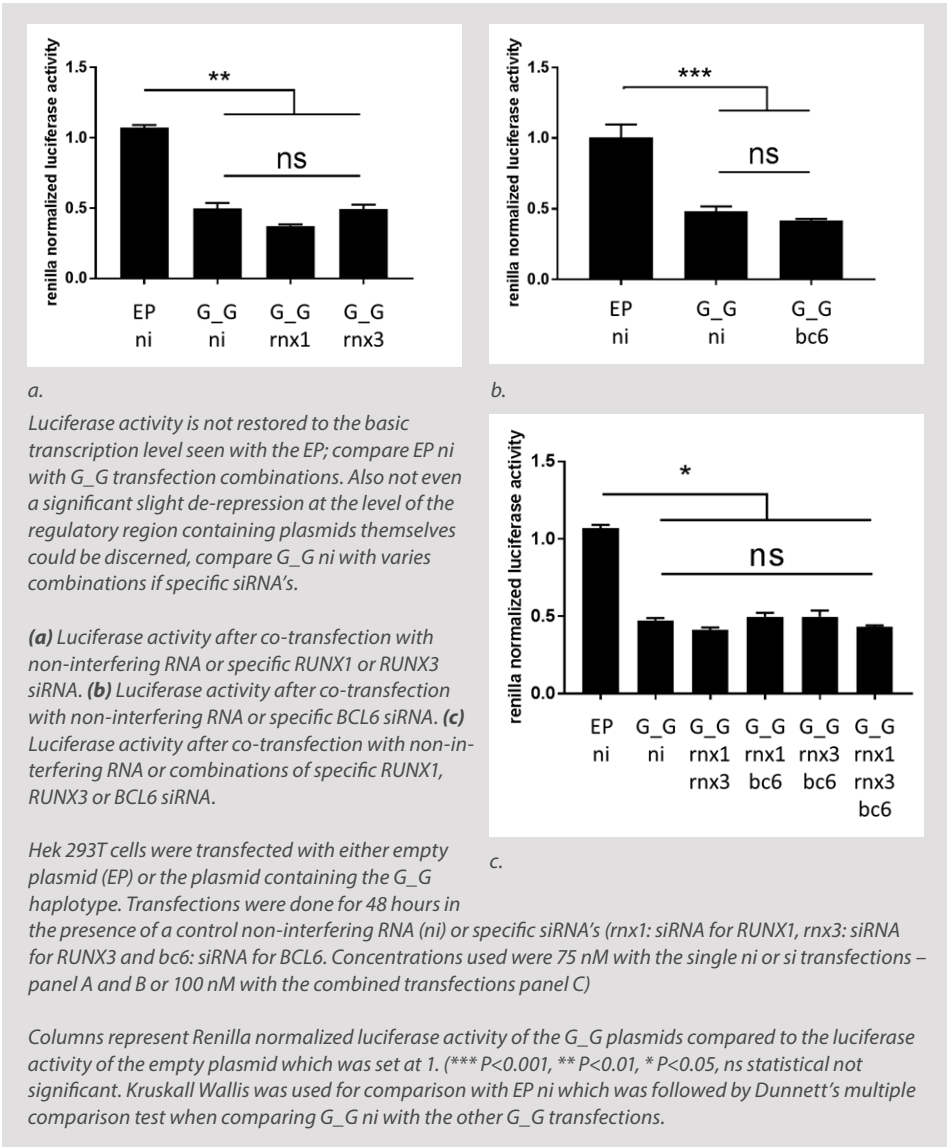 renilla normalized luciferase activity
1.5
1.0
0.5
0.0
**
ns
EP G_G G_G G_G
ni ni rnx1 rnx3
a.
renilla normalized luciferase activity
1.5
1.0
0.5
0.0
***
ns
EP G_G G_G
ni ni bc6
b.
Luciferase activity is not restored to the basic
transcription level seen with the EP; compare EP ni
with G_G transfection combinations. Also not even
a significant slight de-repression at the level of the
regulatory region containing plasmids themselves
could be discerned, compare G_G ni with varies
combinations if specific siRNA's.
(a) Luciferase activity after co-transfection with
non-interfering RNA or specific RUNX1 or RUNX3
siRNA. (b) Luciferase activity after co-transfection
with non-interfering RNA or specific BCL6 siRNA. (c)
Luciferase activity after co-transfection with non-in-
terfering RNA or combinations of specific RUNX1,
RUNX3 or BCL6 siRNA.
renilla normalized luciferase activity
1.5
1.0
0.5
0.0
*
ns
EP G_G G_G G_G G_G G_G
ni ni rnx1 rnx1 rnx3 rnx1
rnx3 bc6 bc6 rnx3
bc6
c.
Hek 293T cells were transfected with either empty
plasmid (EP) or the plasmid containing the G_G
haplotype. Transfections were done for 48 hours in
the presence of a control non-interfering RNA (ni) or specific siRNA's (rnx1: siRNA for RUNX1, rnx3: siRNA
for RUNX3 and bc6: siRNA for BCL6. Concentrations used were 75 nM with the single ni or si transfections –
panel A and B or 100 nM with the combined transfections panel C)
Columns represent Renilla normalized luciferase activity of the G_G plasmids compared to the luciferase
activity of the empty plasmid which was set at 1. (*** P<0.001, ** P<0.01, * P<0.05, ns statistical not
significant. Kruskall Wallis was used for comparison with EP ni which was followed by Dunnett's multiple
comparison test when comparing G_G ni with the other G_G transfections.